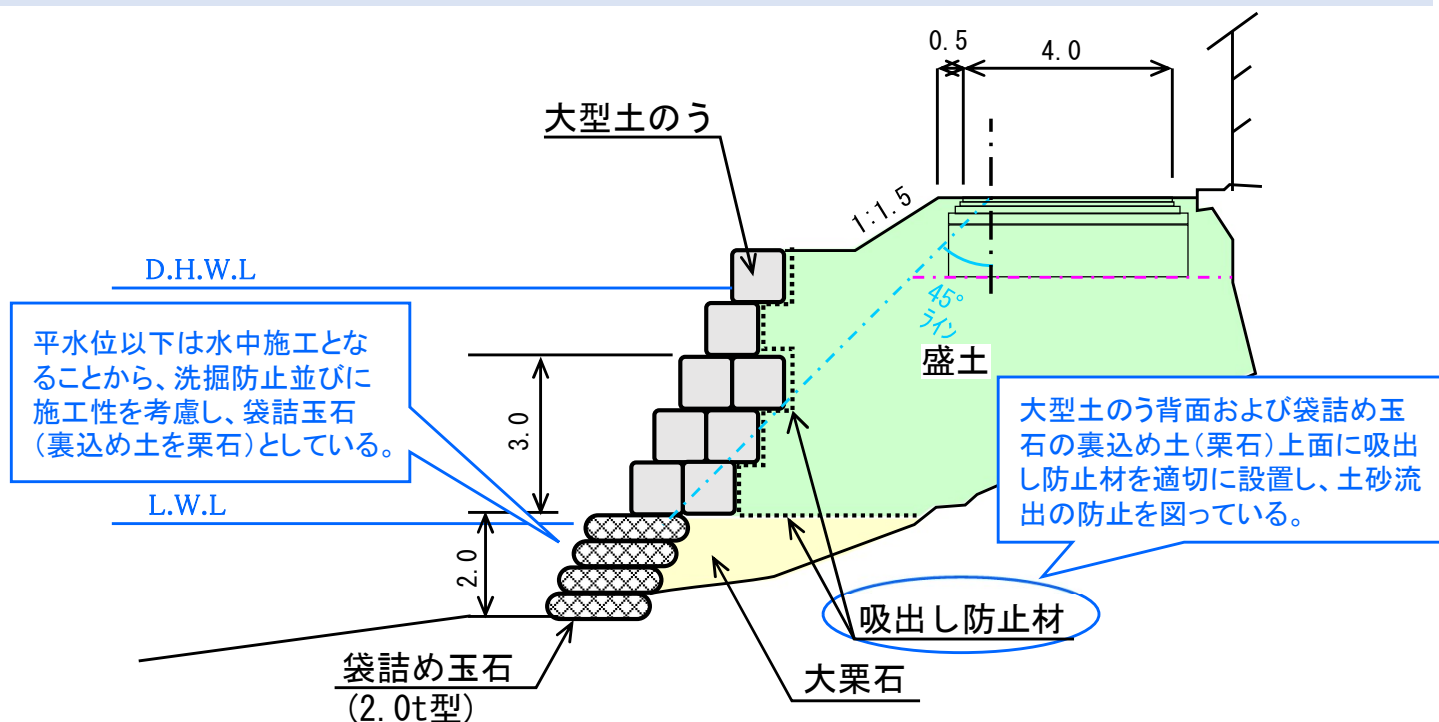 0.5
4.0
大型土のう
1:1.5
D.H.W.L
45°
ライン
盛土
平水位以下は水中施工とな
ることから、洗掘防止並びに
施工性を考慮し、袋詰玉石
（裏込め土を栗石）としている。
3.0
大型土のう背面および袋詰め玉
石の裏込め土（栗石）上面に吸出
し防止材を適切に設置し、土砂流
出の防止を図っている。
L.W.L
2.0
吸出し防止材
袋詰め玉石
(2.0t型)
大栗石